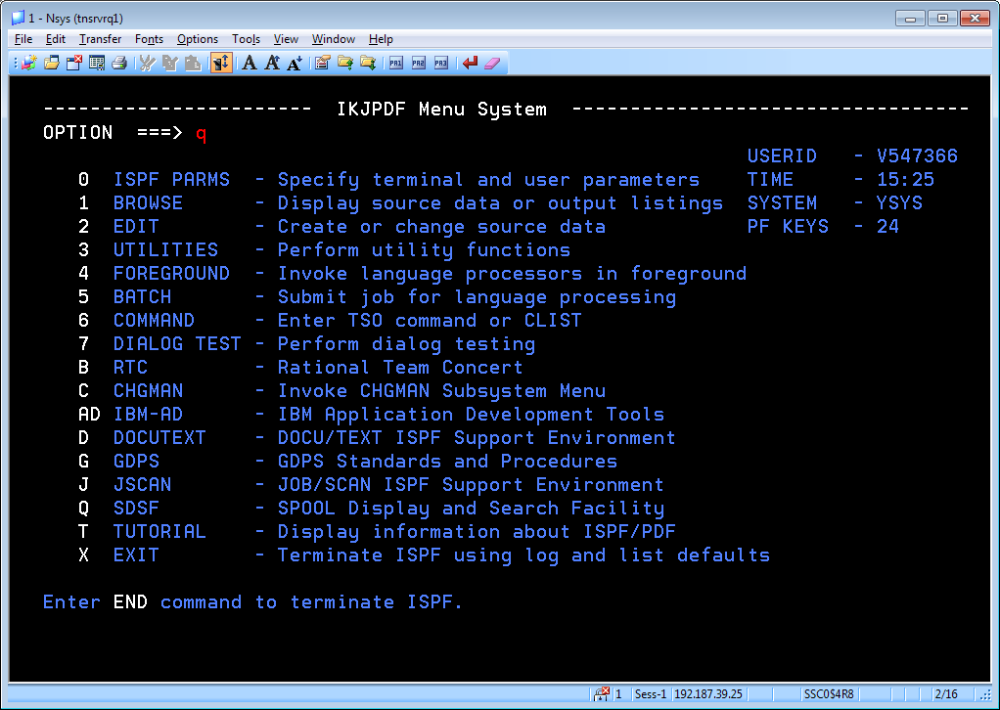 1 - Nsys (tnsrvrq1)
File Edit Transfer Fonts Options Tools View Window Help
A A A PA1 PA2 PA3
----------------------- IKJPDF Menu System ----------------------------------
OPTION ===> q
USERID - V547366
0 ISPF PARMS - Specify terminal and user parameters TIME - 15:25
1 BROWSE - Display source data or output listings SYSTEM - YSYS
2 EDIT - Create or change source data PF KEYS - 24
3 UTILITIES - Perform utility functions
4 FOREGROUND - Invoke language processors in foreground
5 BATCH - Submit job for language processing
6 COMMAND - Enter TSO command or CLIST
7 DIALOG TEST - Perform dialog testing
B RTC - Rational Team Concert
C CHGMAN - Invoke CHGMAN Subsystem Menu
AD IBM-AD - IBM Application Development Tools
D DOCUTEXT - DOCU/TEXT ISPF Support Environment
G GDPS - GDPS Standards and Procedures
J JSCAN - JOB/SCAN ISPF Support Environment
Q SDSF - SPOOL Display and Search Facility
T TUTORIAL - Display information about ISPF/PDF
X EXIT - Terminate ISPF using log and list defaults
Enter END command to terminate ISPF.
1 Sess-1 192.187.39.25 SSC0$4R8 2/16